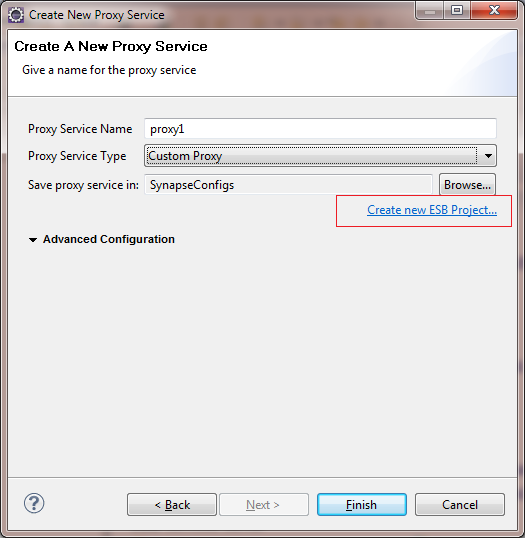 Create New Proxy Service
Create A New Proxy Service
Give a name for the proxy service
Proxy Service Name proxy1
Proxy Service Type Custom Proxy
Save proxy service in: SynapseConfigs Browse...
Create new ESB Project...
Advanced Configuration
? < Back Next > Finish Cancel